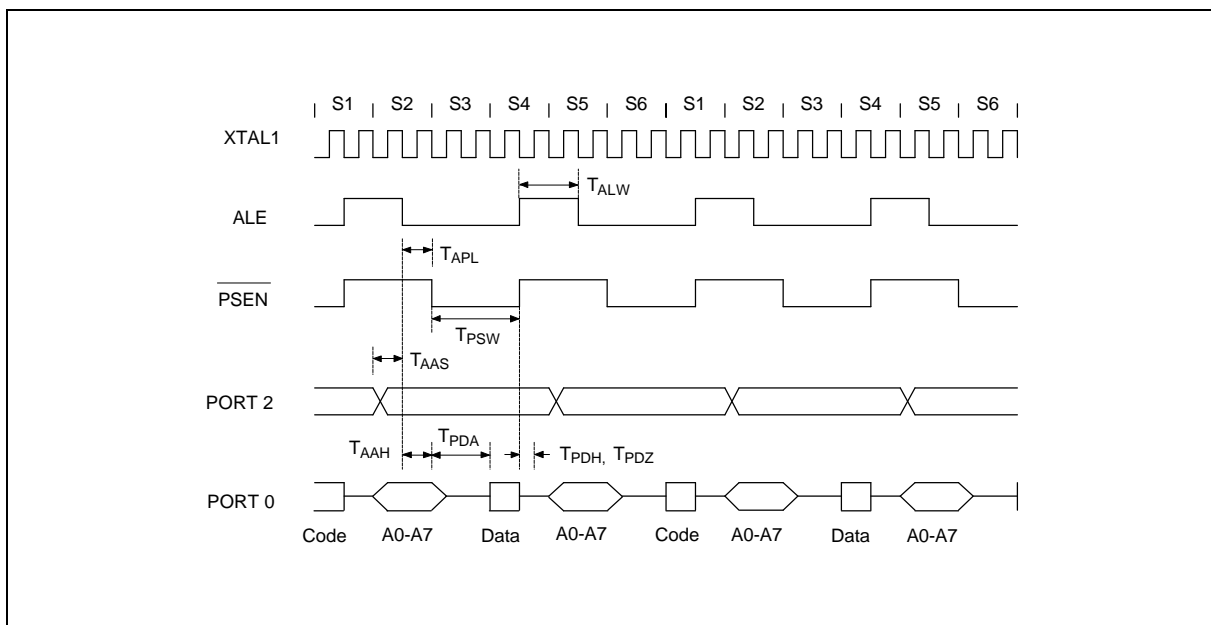 S1 S2 S3 S4 S5 S6 S1 S2 S3 S4 S5 S6
XTAL1
TALW
ALE
TAPL
PSEN
TPSW
TAAS
PORT 2
TAAH TPDA TPDH, TPDZ
PORT 0
Code A0-A7 Data A0-A7 Code A0-A7 Data A0-A7